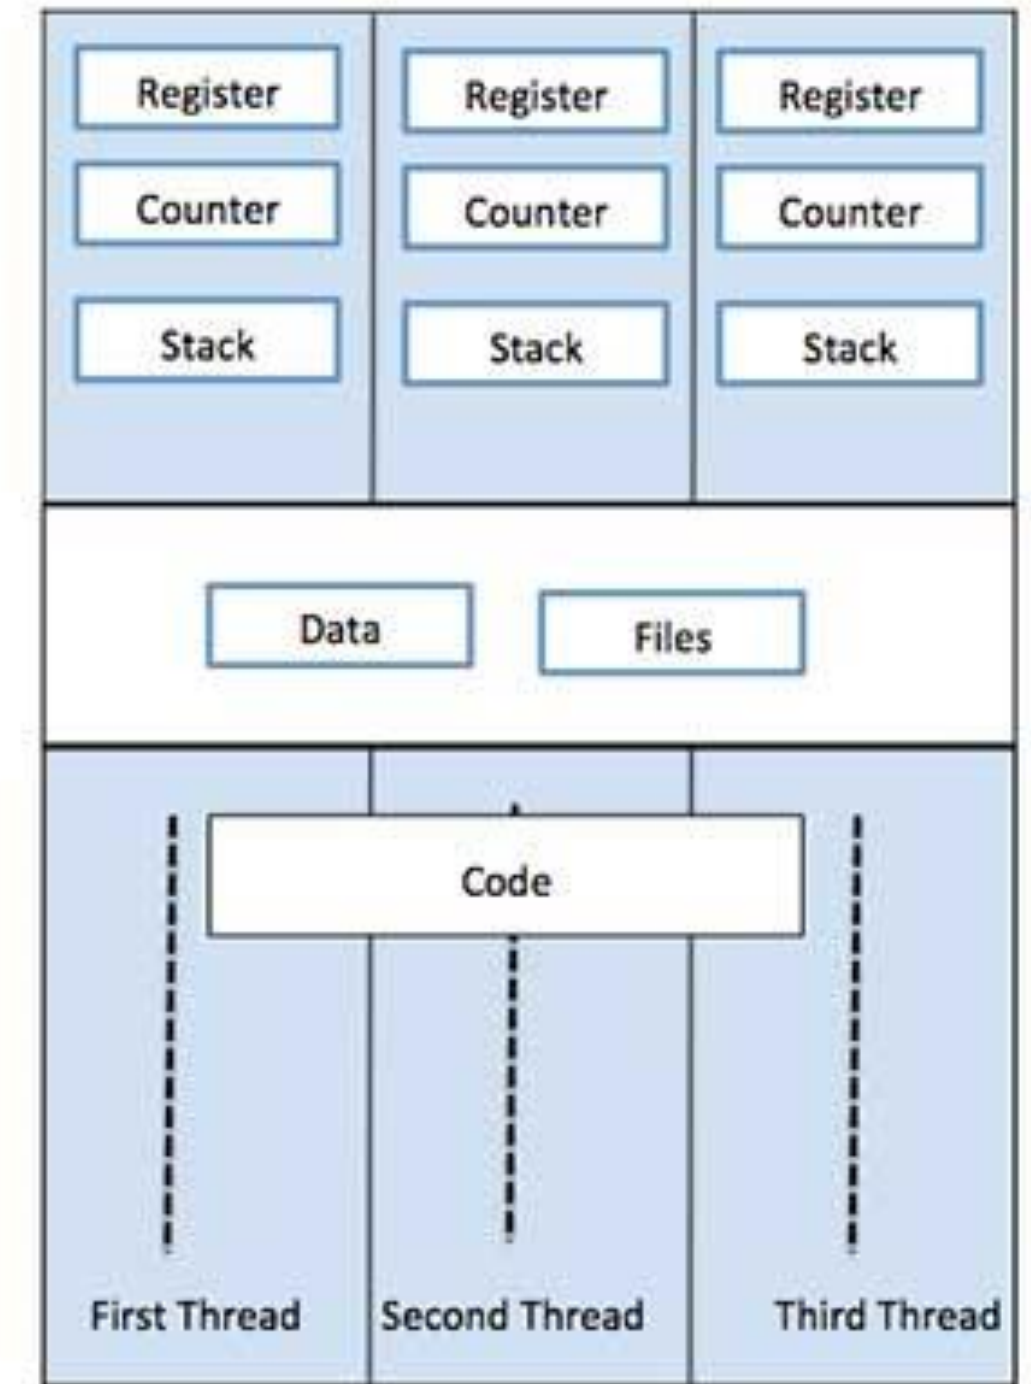 Register Register Register
Counter Counter Counter
Stack Stack Stack
Data Files
Code
First Thread Second Thread Third Thread